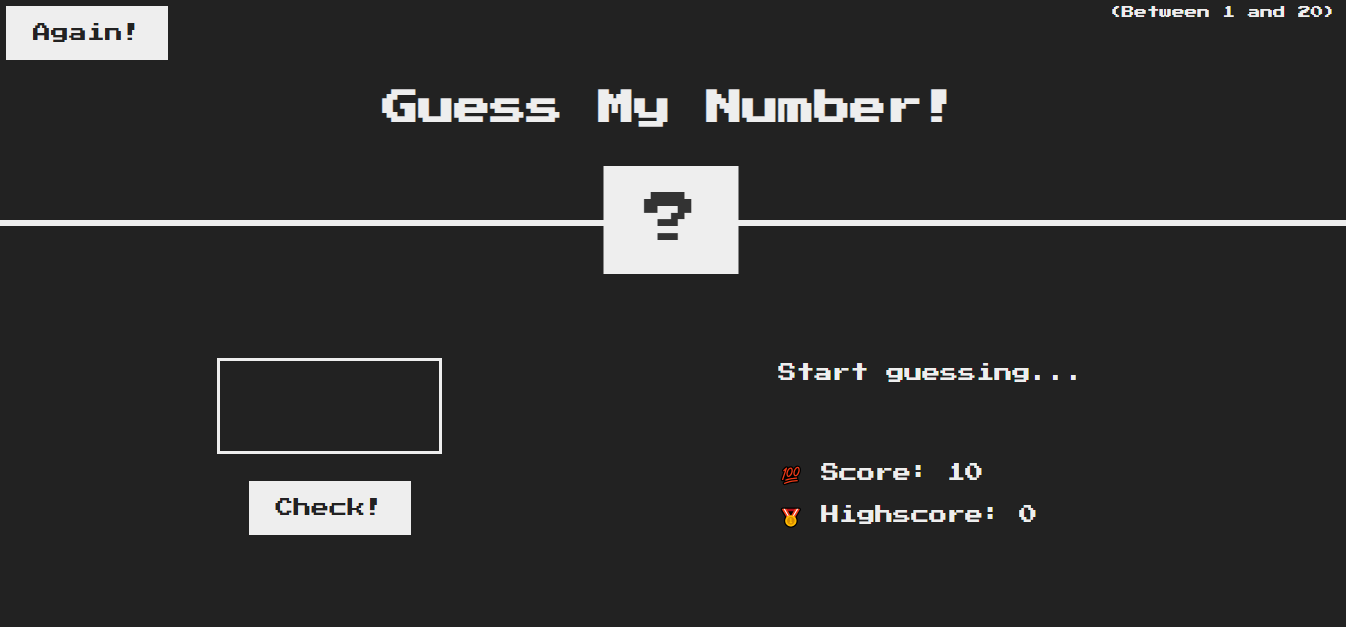 Again!
(Between 1 and 20)
Guess My Number!
?
Start guessing...
Check!
💯 Score: 10
🥇 Highscore: 0